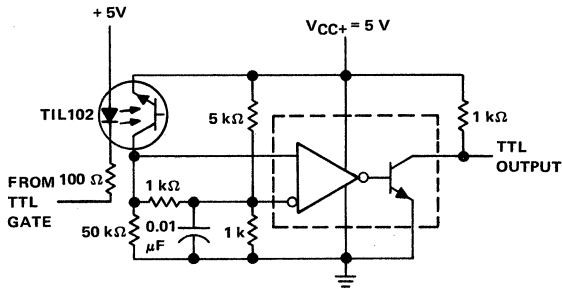 + 5V
VCC+ = 5 V
TIL102
5 kΩ
1 kΩ
TTL
OUTPUT
FROM 100 Ω
TTL
GATE
1 kΩ
50 kΩ
0.01
μF
1 k